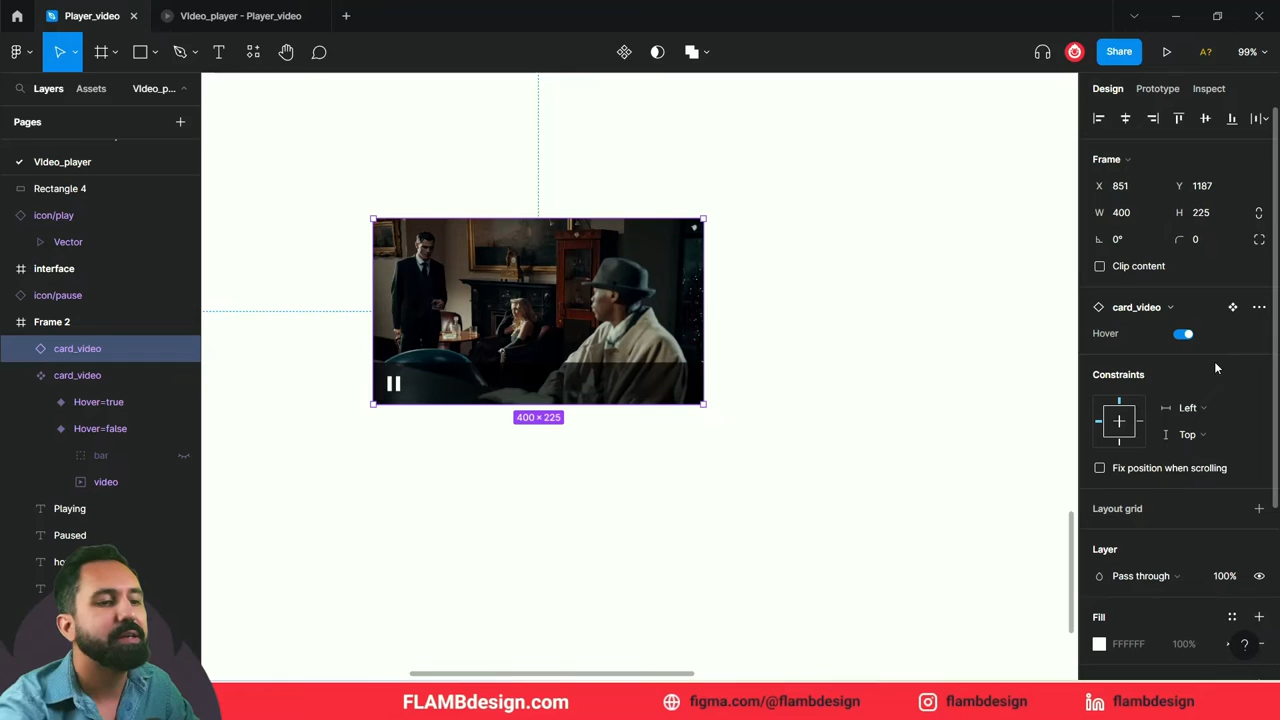 Player_video
VIdeo_player - Player_video
Share
A?
99%
Layers
Assets
VIdeo_p...
Design
Prototype
Inspect
Pages
VIdeo_player
Frame
Rectangle 4
X 851
Y 1187
icon/play
W 400
H 225
Vector
0°
0
interface
Clip content
icon/pause
card_video
Frame 2
Hover
card_video
card_video
Constraints
Hover=true
Left
Hover=false
Top
400 × 225
bar
Fix position when scrolling
video
Playing
Layout grid
Paused
Layer
ho
Pass through
100%
Fill
FFFFFF
100%
?
FLAMBdesign.com
figma.com/@flambdesign
flambdesign
in flambdesign